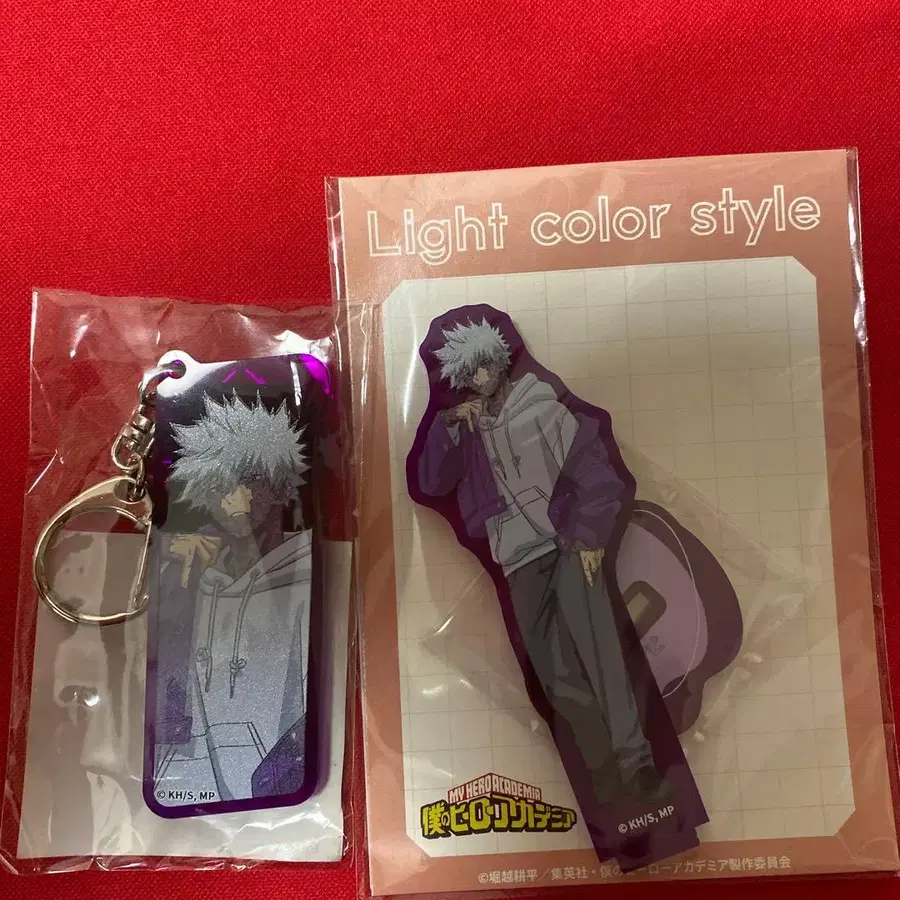 Light color style
© KH/S, MP
MY HERO ACADEMIA
僕のヒーローアカデミア
© KH/S, MP
©堀越耕平／集英社・僕のヒーローアカデミア製作委員会